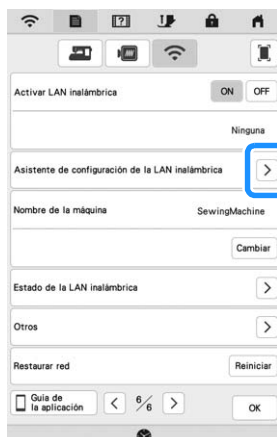 Activar LAN inalámbrica ON OFF
Ninguna
Asistente de configuración de la LAN inalámbrica >
Nombre de la máquina SewingMachine
Cambiar
Estado de la LAN inalámbrica >
Otros >
Restaurar red Reiniciar
Guía de
la aplicación < 6/6 > OK